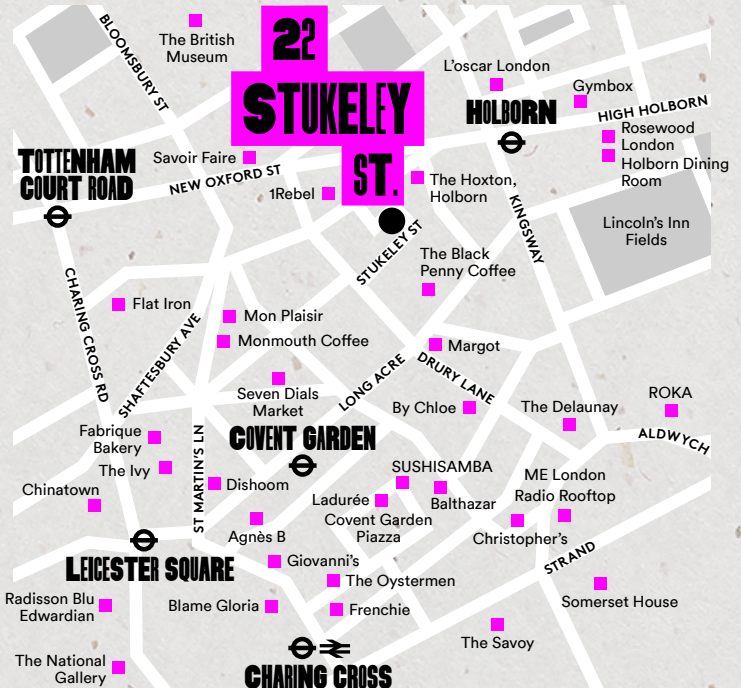 BLOOMSBURY ST
The British
Museum
22
STUKELEY
ST.
L'oscar London
HOLBORN
Gymbox
HIGH HOLBORN
Rosewood
London
Holborn Dining
Room
TOTTENHAM
COURT ROAD
Savoir Faire
NEW OXFORD ST
1Rebel
The Hoxton,
Holborn
KINGSWAY
Lincoln's Inn
Fields
STUKELEY ST
The Black
Penny Coffee
CHARING CROSS RD
Flat Iron
SHAFTESBURY AVE
Mon Plaisir
Monmouth Coffee
Margot
LONG ACRE
DRURY LANE
Seven Dials
Market
By Chloe
The Delaunay
ROKA
ALDWYCH
Fabrique
Bakery
The Ivy
ST MARTIN'S LN
COVENT GARDEN
Chinatown
Dishoom
SUSHISAMBA
Ladurée
Balthazar
Covent Garden
Piazza
ME London
Radio Rooftop
Christopher's
Agnès B
LEICESTER SQUARE
Giovanni's
The Oystermen
STRAND
Somerset House
Radisson Blu
Edwardian
Blame Gloria
Frenchie
The Savoy
The National
Gallery
CHARING CROSS